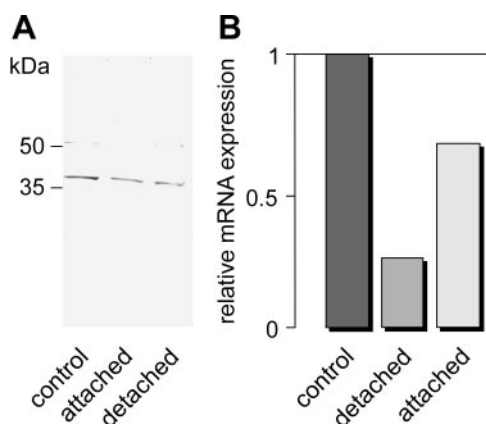 A
kDa
50
35
control
attached
detached
B
relative mRNA expression
1
0.5
0
control
detached
attached